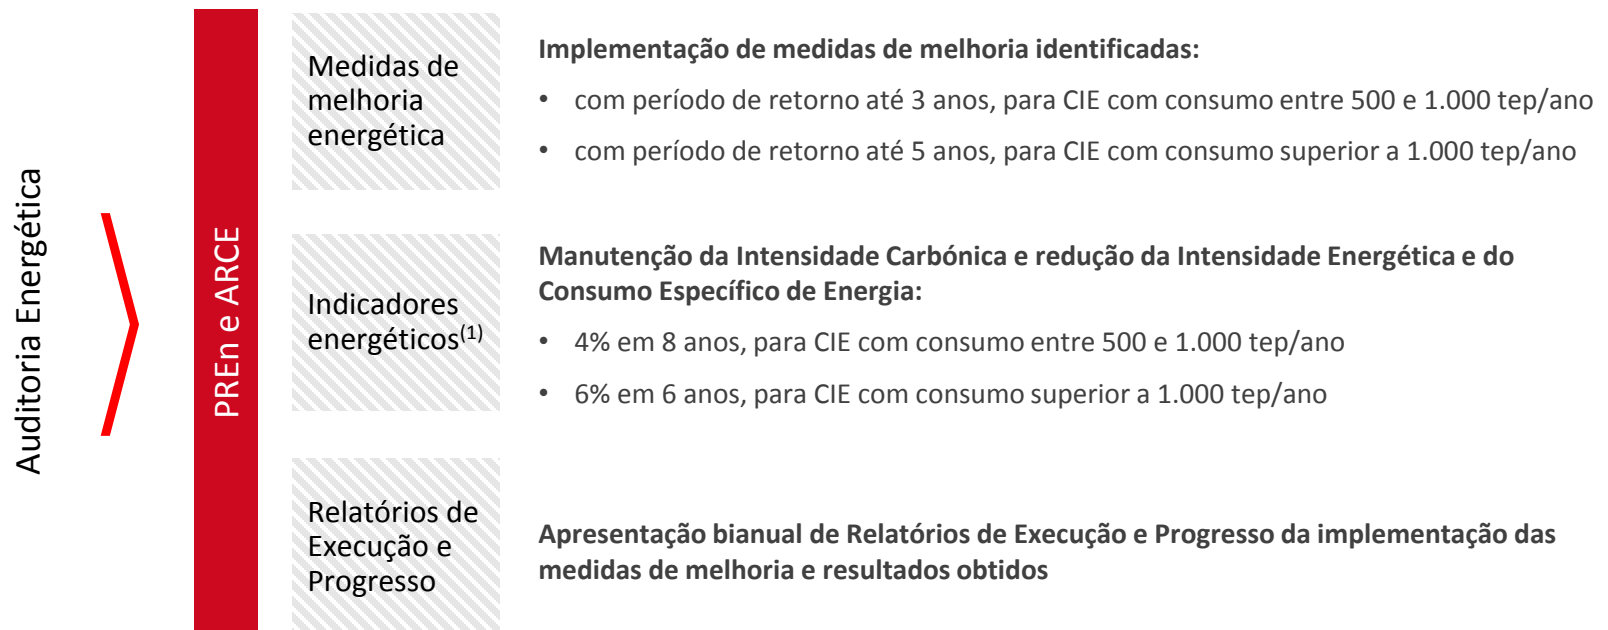 Auditoria Energética
PREn e ARCE
Medidas de
melhoria
energética
Implementação de medidas de melhoria identificadas:
• com período de retorno até 3 anos, para CIE com consumo entre 500 e 1.000 tep/ano
• com período de retorno até 5 anos, para CIE com consumo superior a 1.000 tep/ano
Indicadores
energéticos(1)
Manutenção da Intensidade Carbónica e redução da Intensidade Energética e do
Consumo Específico de Energia:
• 4% em 8 anos, para CIE com consumo entre 500 e 1.000 tep/ano
• 6% em 6 anos, para CIE com consumo superior a 1.000 tep/ano
Relatórios de
Execução e
Progresso
Apresentação bianual de Relatórios de Execução e Progresso da implementação das
medidas de melhoria e resultados obtidos